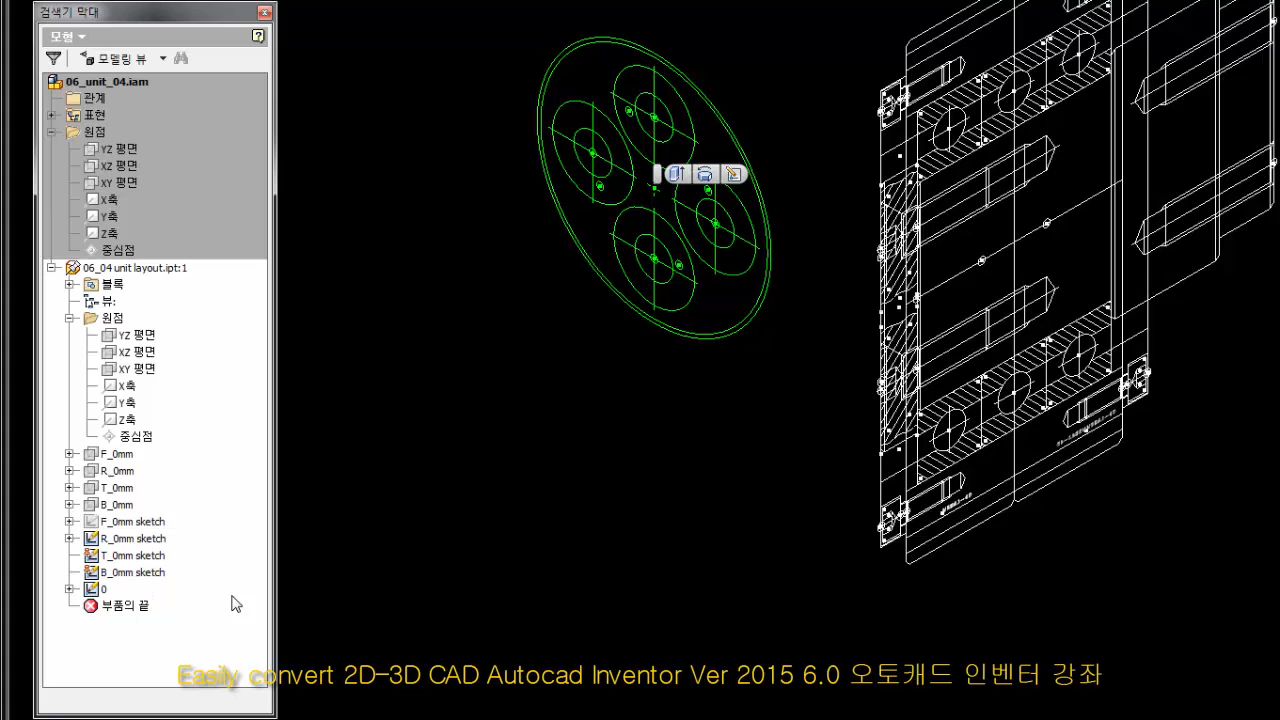 검색기 막대
모형
모델링 뷰
06_unit_04.iam
관계
표현
원점
YZ 평면
XZ 평면
XY 평면
X축
Y축
Z축
중심점
06_04 unit layout.ipt:1
블록
뷰:
원점
YZ 평면
XZ 평면
XY 평면
X축
Y축
Z축
중심점
F_0mm
R_0mm
T_0mm
B_0mm
F_0mm sketch
R_0mm sketch
T_0mm sketch
B_0mm sketch
0
부품의 끝
Easily convert 2D-3D CAD Autocad Inventor Ver 2015 6.0 오토캐드 인벤터 강좌